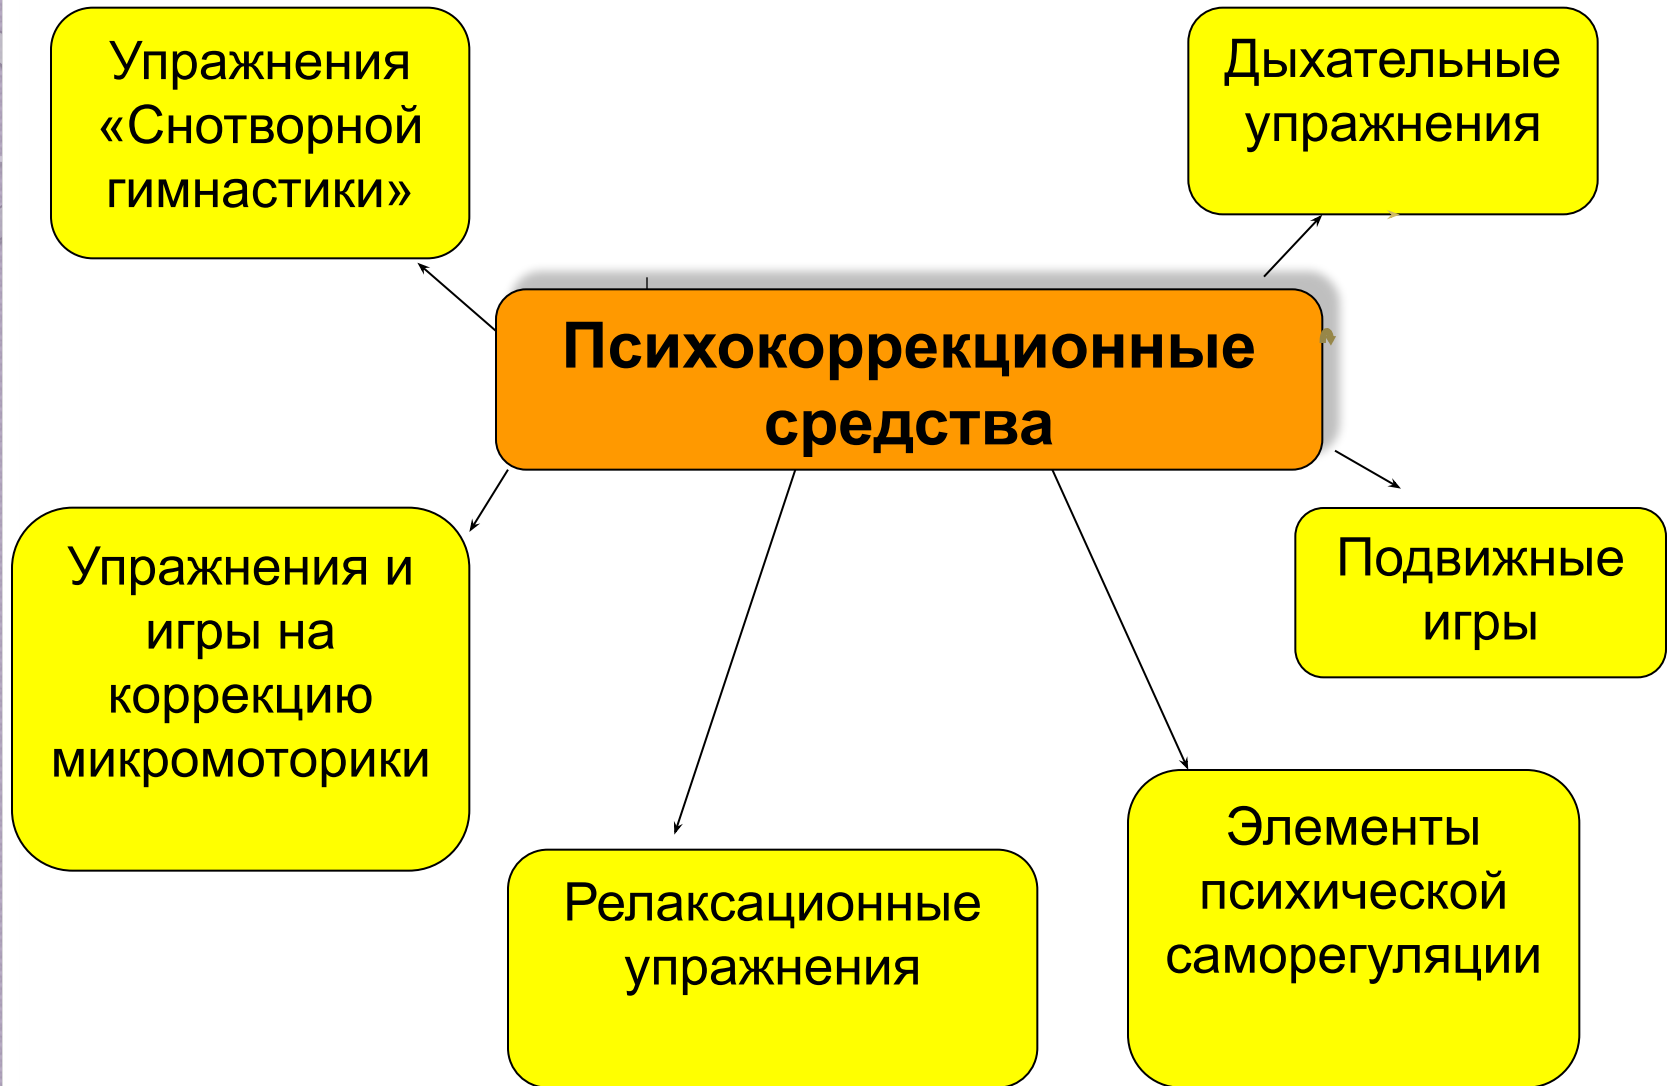 Упражнения
«Снотворной
гимнастики»
Дыхательные
упражнения
Психокоррекционные
средства
Упражнения и
игры на
коррекцию
микромоторики
Подвижные
игры
Релаксационные
упражнения
Элементы
психической
саморегуляции